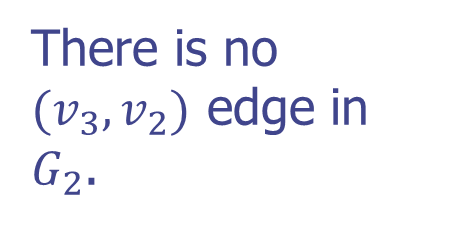 There is no
(𝑣₃, 𝑣₂) edge in
𝐺₂.